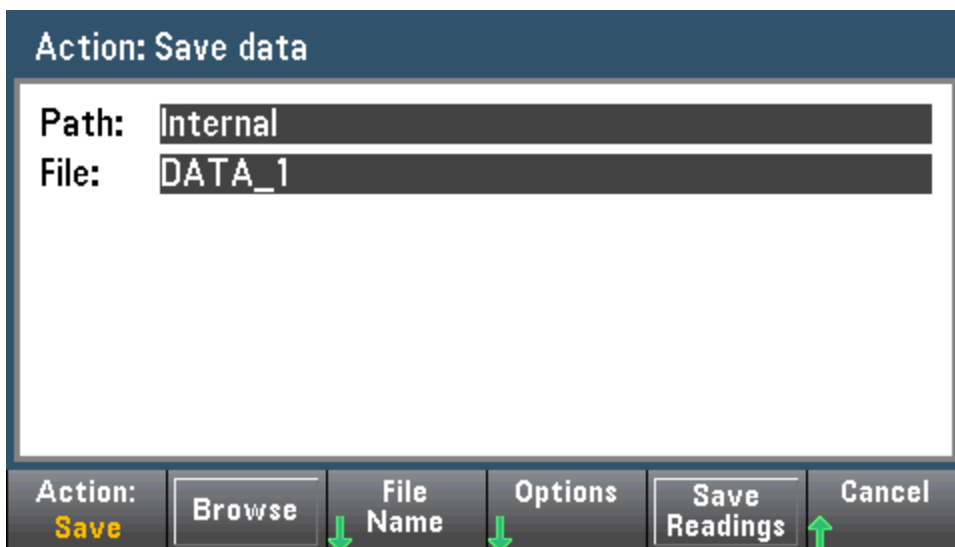 Action: Save data
Path: Internal
File: DATA_1
Action:
Save
Browse
File
Name
Options
Save
Readings
Cancel